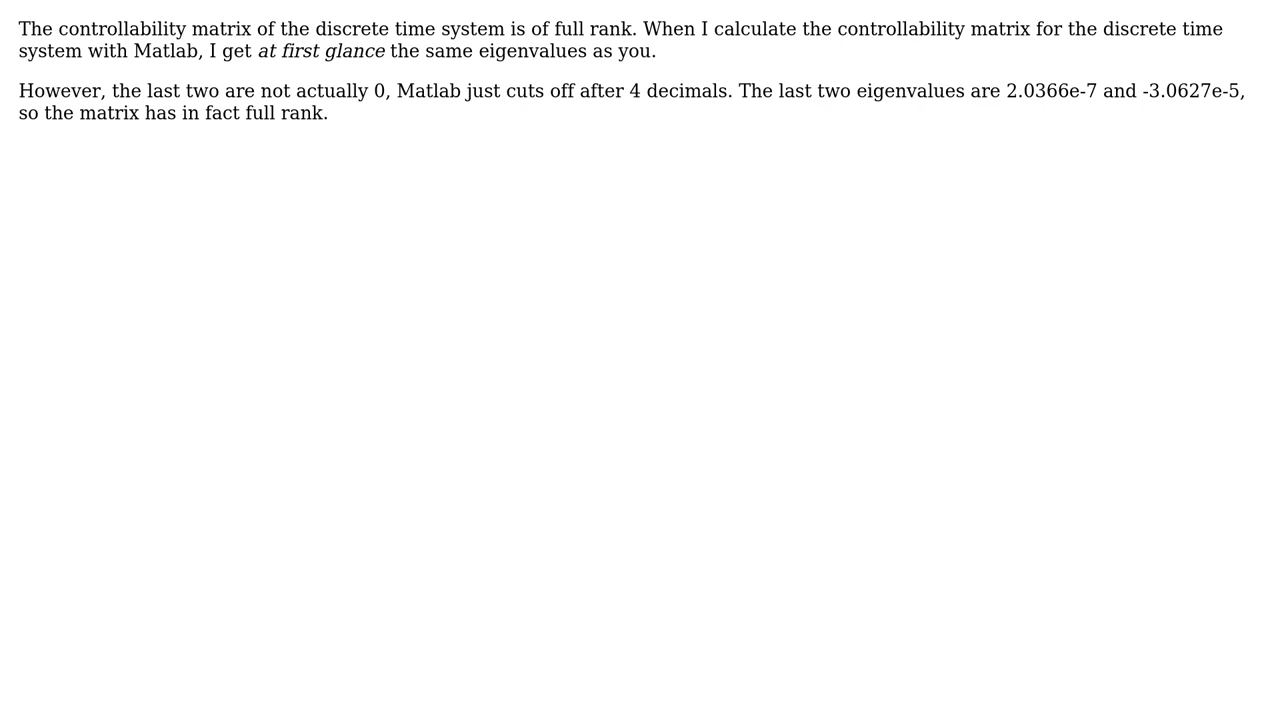 The controllability matrix of the discrete time system is of full rank. When I calculate the controllability matrix for the discrete time
system with Matlab, I get at first glance the same eigenvalues as you.
However, the last two are not actually 0, Matlab just cuts off after 4 decimals. The last two eigenvalues are 2.0366e-7 and -3.0627e-5,
so the matrix has in fact full rank.